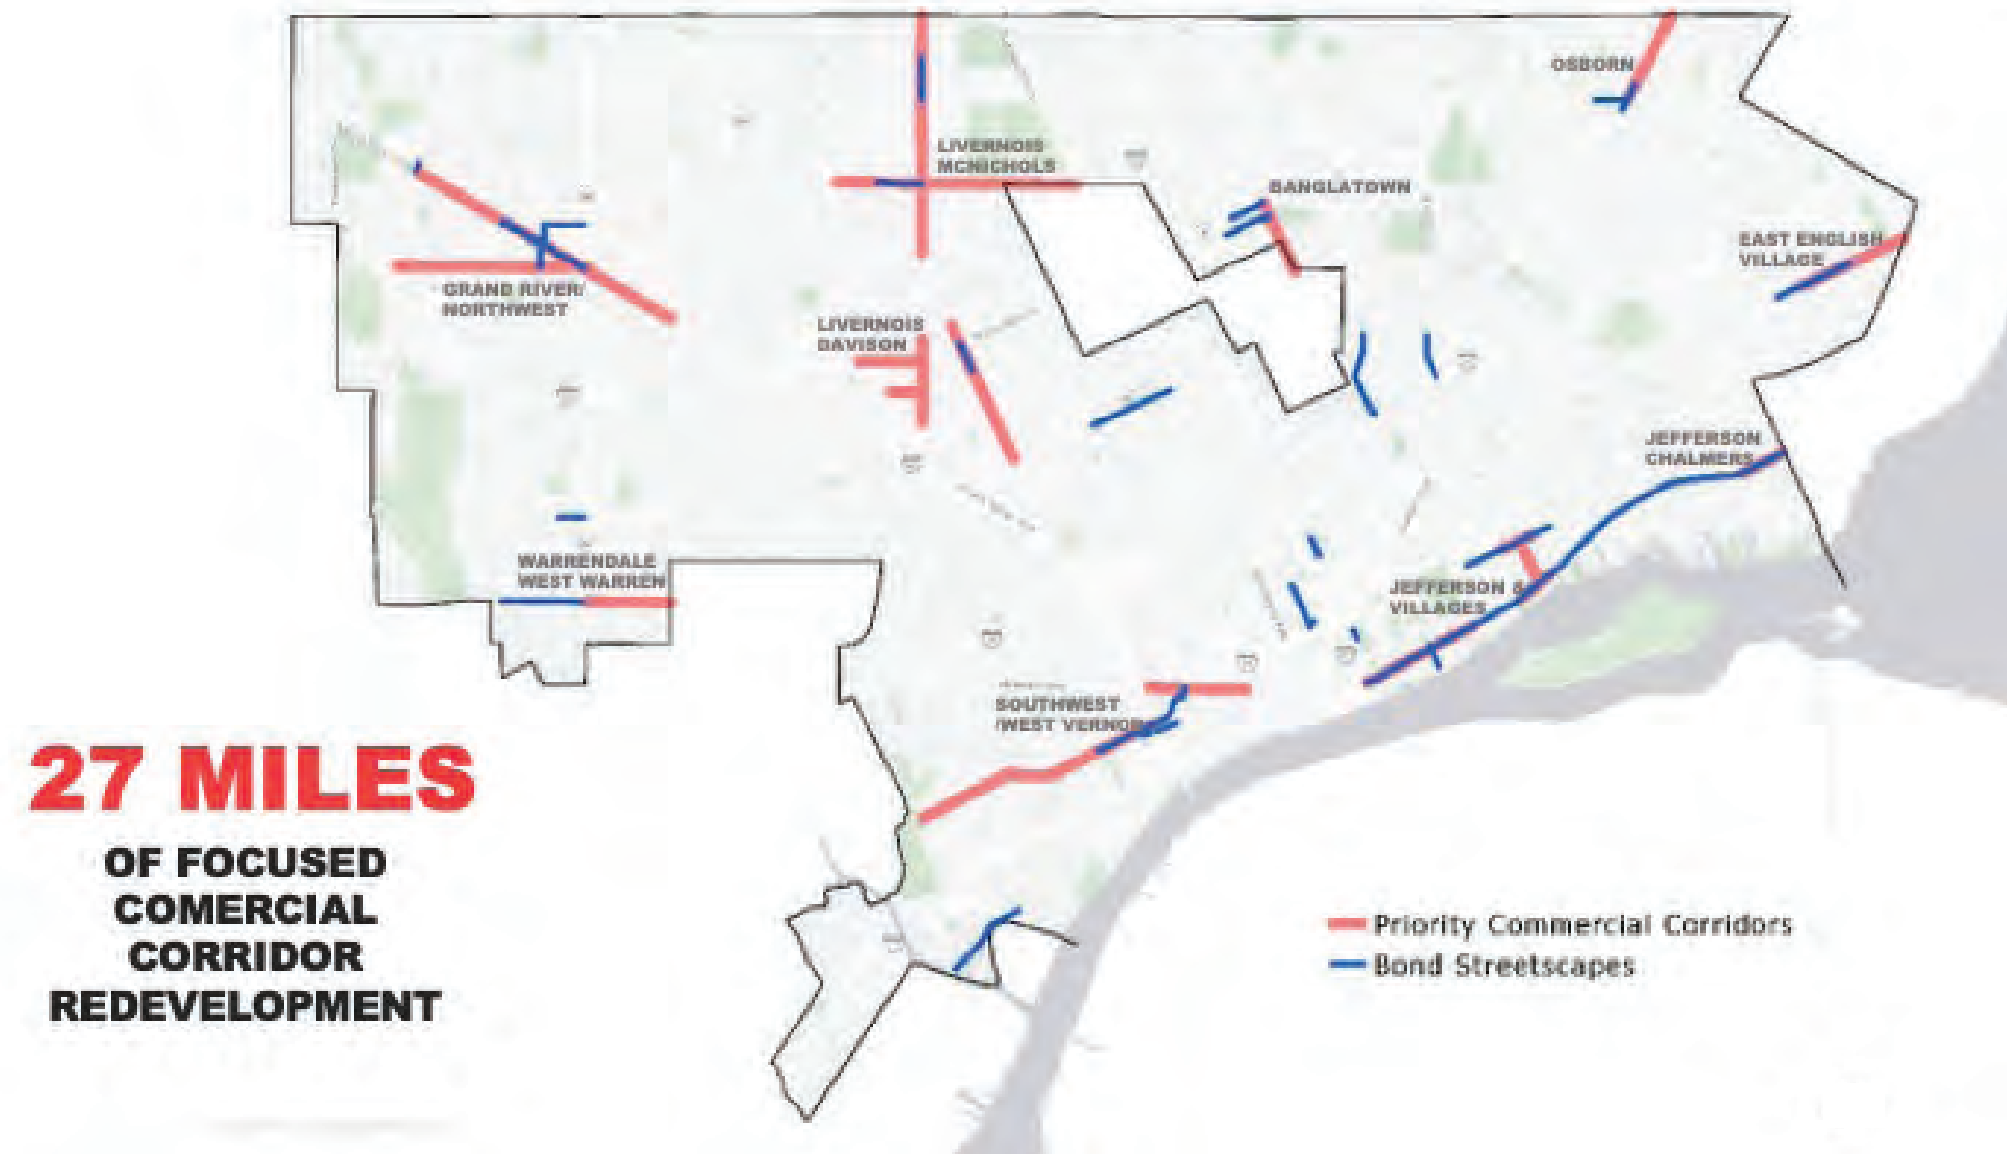 OSBORN
LIVERNOIS
MCNICHOLS
BANGLATOWN
EAST ENGLISH
VILLAGE
GRAND RIVER/
NORTHWEST
LIVERNOIS
DAVISON
JEFFERSON
CHALMERS
WARRENDALE
WEST WARREN
JEFFERSON &
VILLAGES
SOUTHWEST
/WEST VERNOR
27 MILES
OF FOCUSED
COMERCIAL
CORRIDOR
REDEVELOPMENT
Priority Commercial Corridors
Bond Streetscapes